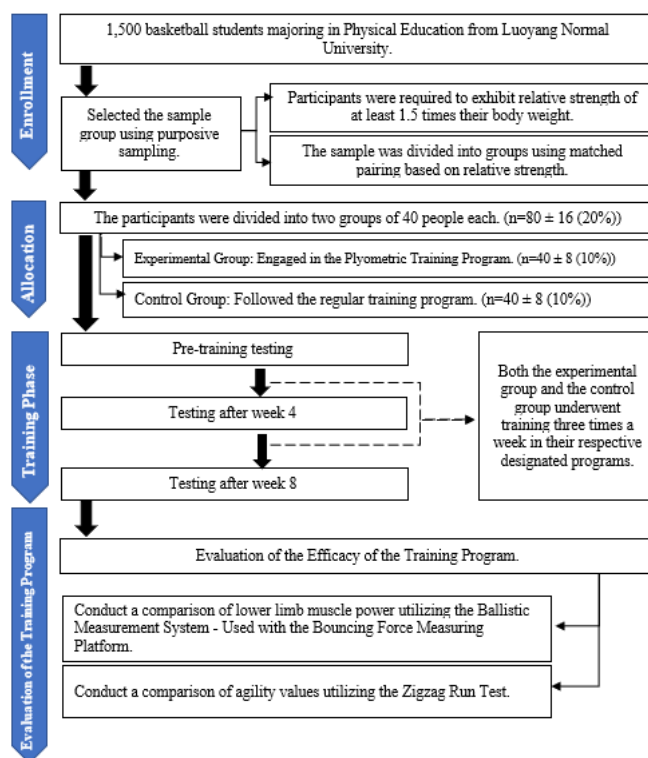 Enrollment
1,500 basketball students majoring in Physical Education from Luoyang Normal
University.
Selected the sample
group using purposive
sampling.
Participants were required to exhibit relative strength of
at least 1.5 times their body weight.
The sample was divided into groups using matched
pairing based on relative strength.
Allocation
The participants were divided into two groups of 40 people each. (n=80 ± 16 (20%))
Experimental Group: Engaged in the Plyometric Training Program. (n=40 ± 8 (10%))
Control Group: Followed the regular training program. (n=40 ± 8 (10%))
Training Phase
Pre-training testing
Testing after week 4
Testing after week 8
Both the experimental
group and the control
group underwent
training three times a
week in their respective
designated programs.
Evaluation of the Training Program
Evaluation of the Efficacy of the Training Program.
Conduct a comparison of lower limb muscle power utilizing the Ballistic
Measurement System - Used with the Bouncing Force Measuring
Platform.
Conduct a comparison of agility values utilizing the Zigzag Run Test.